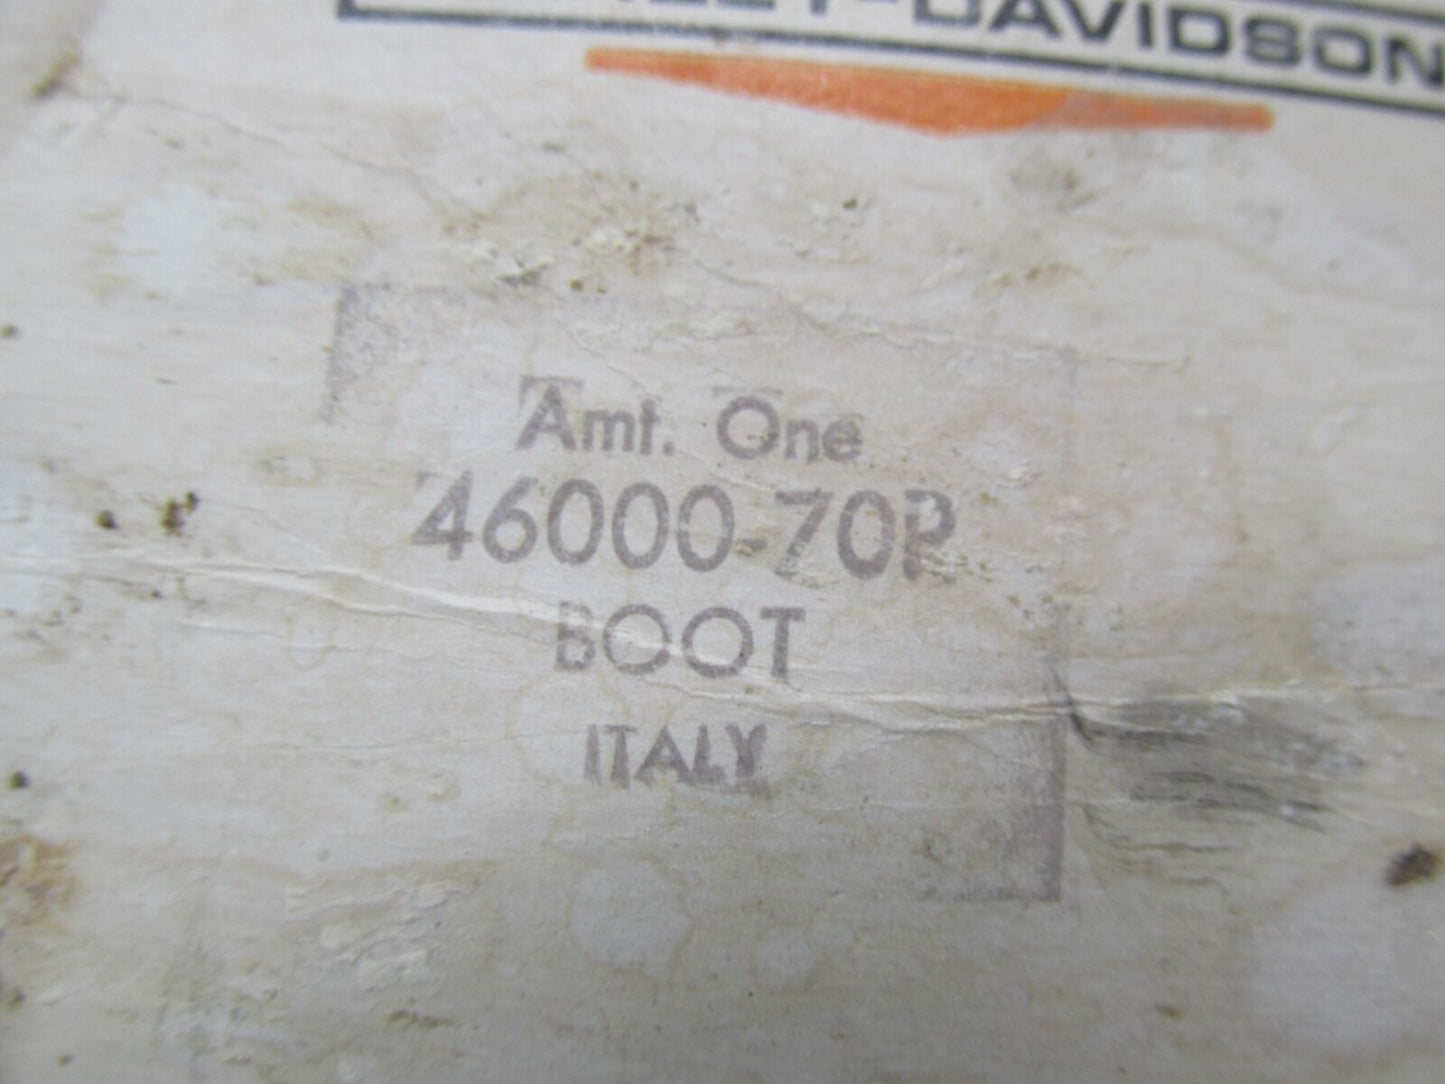 -DAVIDSON
Amt. One
46000-70P
BOOT
ITALY